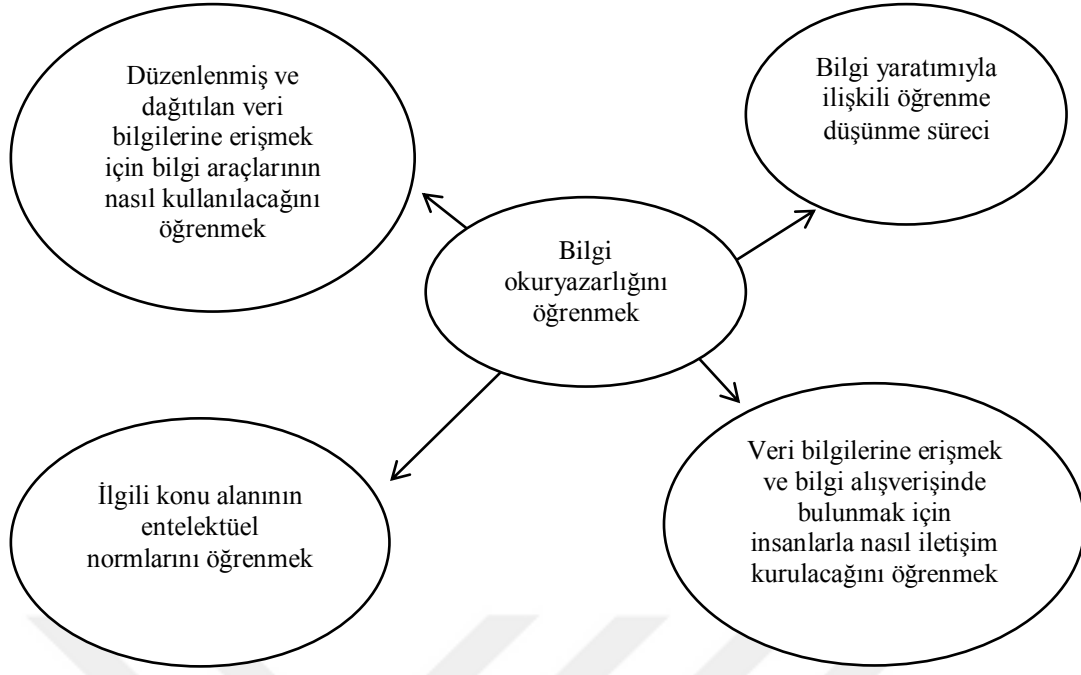 Düzenlenmiş ve
dağıtılan veri
bilgilerine erişmek
için bilgi araçlarının
nasıl kullanılacağını
öğrenmek
Bilgi yaratımıyla
ilişkili öğrenme
düşünme süreci
Bilgi
okuryazarlığını
öğrenmek
İlgili konu alanının
entelektüel
normlarını öğrenmek
Veri bilgilerine erişmek
ve bilgi alışverişinde
bulunmak için
insanlarla nasıl iletişim
kurulacağını öğrenmek